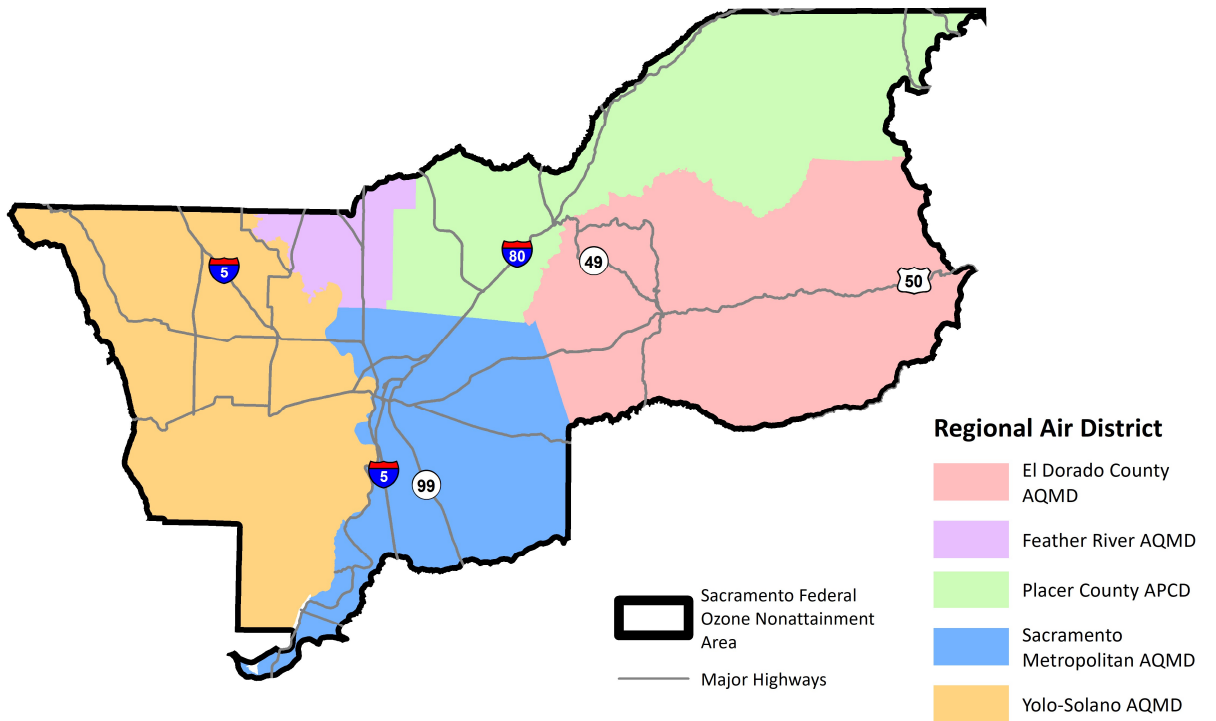 80
49
5
50
5
99
Regional Air District
El Dorado County
AQMD
Feather River AQMD
Placer County APCD
Sacramento
Metropolitan AQMD
Yolo-Solano AQMD
Sacramento Federal
Ozone Nonattainment
Area
Major Highways